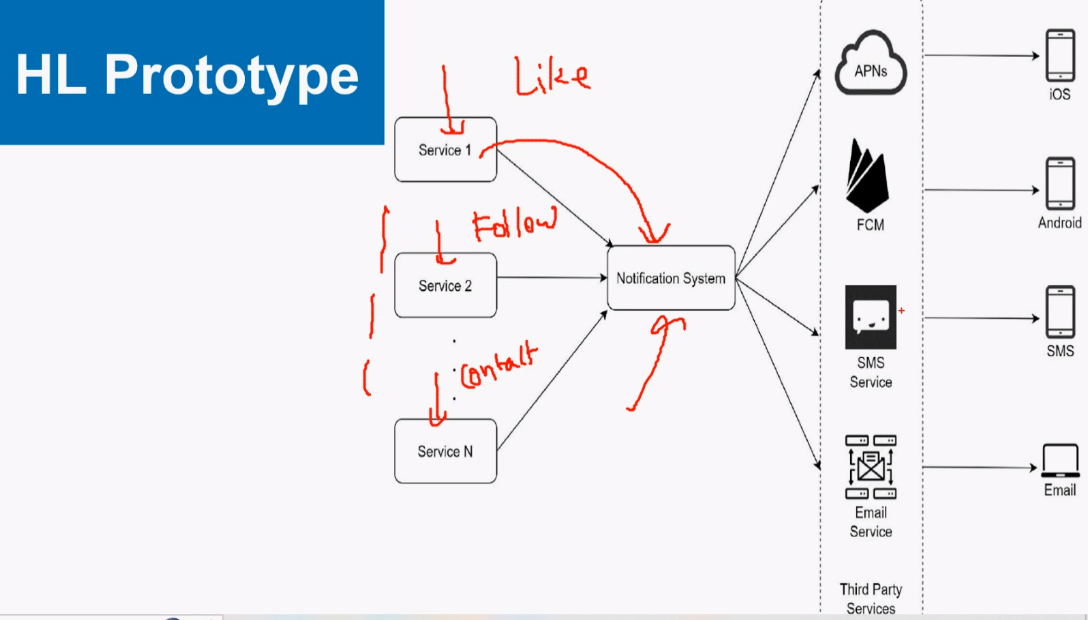 HL Prototype
Like
Service 1
Follow
Service 2
Contact
Service N
Notification System
APNs
iOS
FCM
Android
SMS
Service
SMS
Email
Service
Email
Third Party
Services